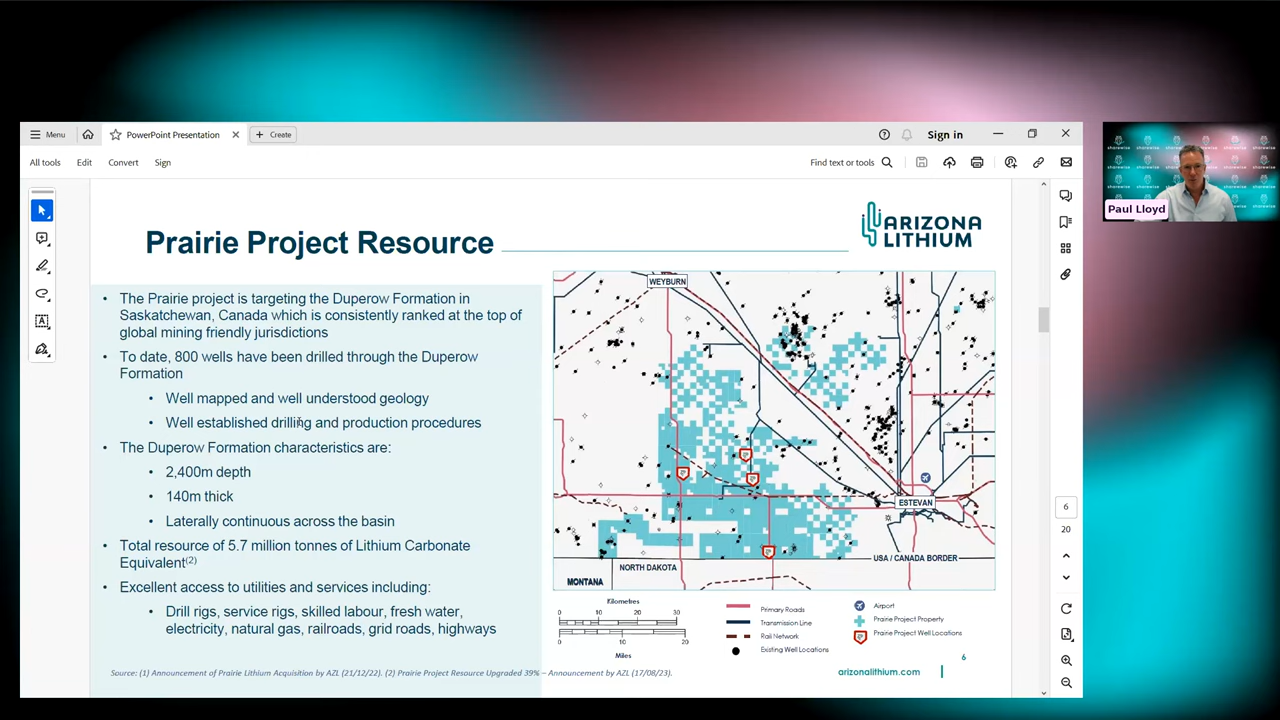 Menu
PowerPoint Presentation
Create
Sign in
All tools
Edit
Convert
Sign
Find text or tools
sharewise
Paul Lloyd
Prairie Project Resource
ARIZONA
LITHIUM
• The Prairie project is targeting the Duperow Formation in
Saskatchewan, Canada which is consistently ranked at the top of
global mining friendly jurisdictions
• To date, 800 wells have been drilled through the Duperow
Formation
• Well mapped and well understood geology
• Well established drilling and production procedures
• The Duperow Formation characteristics are:
• 2,400m depth
• 140m thick
• Laterally continuous across the basin
• Total resource of 5.7 million tonnes of Lithium Carbonate
Equivalent(2)
• Excellent access to utilities and services including:
• Drill rigs, service rigs, skilled labour, fresh water,
electricity, natural gas, railroads, grid roads, highways
WEYBURN
ESTEVAN
USA / CANADA BORDER
NORTH DAKOTA
MONTANA
Kilometres
0 10 20 30
0 10 20
Miles
Primary Roads
Transmission Line
Rail Network
Existing Well Locations
Airport
Prairie Project Property
Prairie Project Well Locations
6
20
Source: (1) Announcement of Prairie Lithium Acquisition by AZL (21/12/22). (2) Prairie Project Resource Upgraded 39% – Announcement by AZL (17/08/23).
arizonalithium.com
6